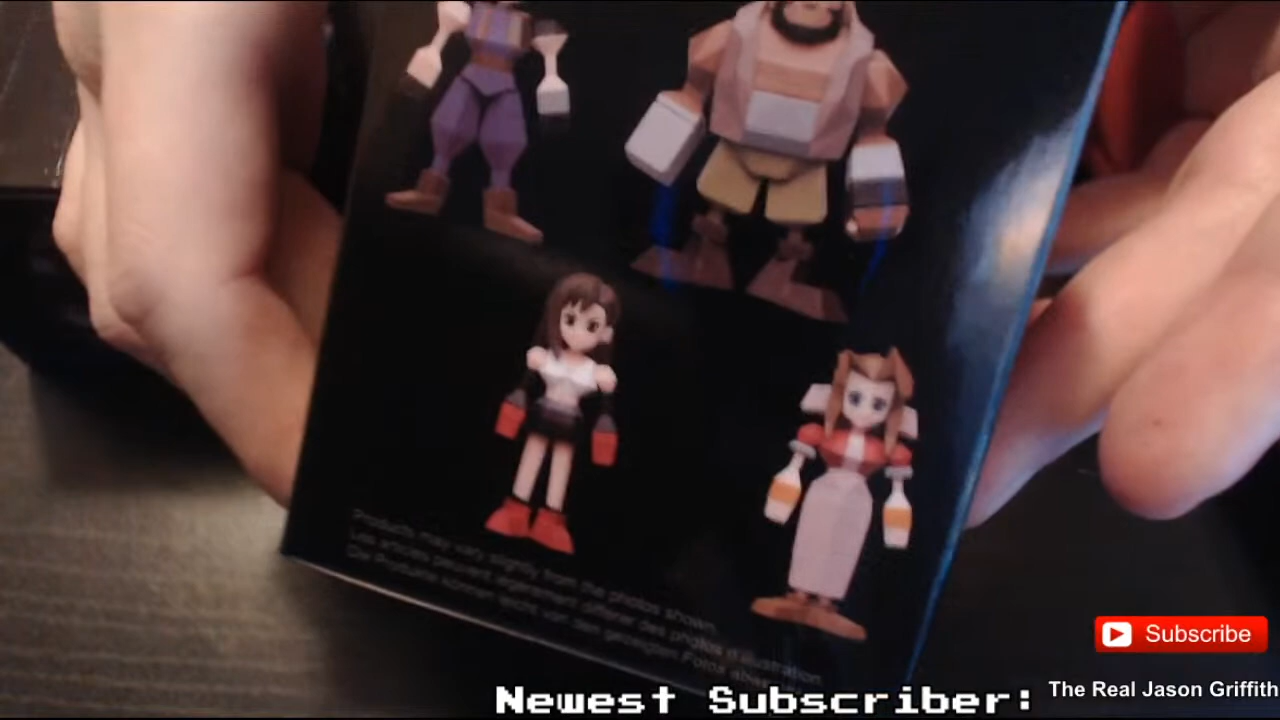 Products may vary slightly from the photos shown.
Les articles peuvent légèrement différer des photos d'illustration
Die Produkte können leicht von den gezeigten Fotos
Subscribe
Newest Subscriber: The Real Jason Griffith